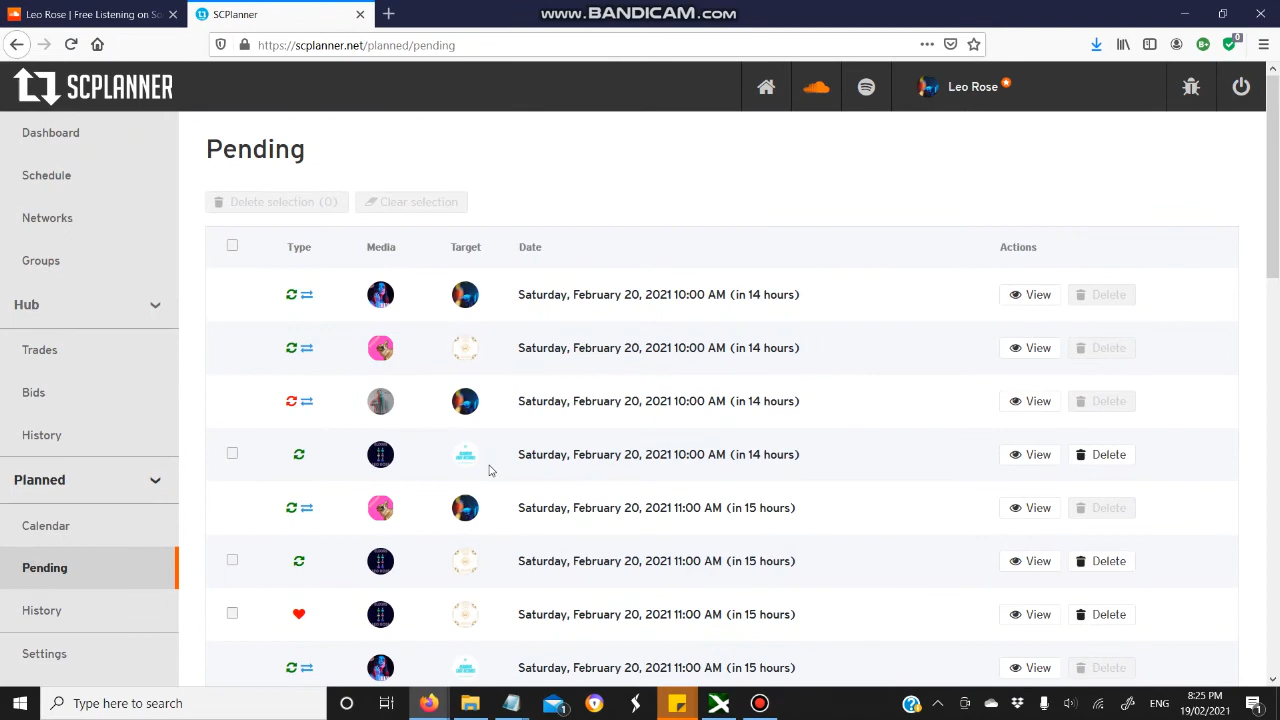 Leo Rose | Free Listening on So
SCPlanner
www.BANDICAM.com
https://scplanner.net/planned/pending
0
SCPLANNER
Leo Rose
Dashboard
Schedule
Networks
Groups
Hub
Trades
Bids
History
Planned
Calendar
Pending
History
Settings
Pending
Delete selection (0)
Clear selection
Type
Media
Target
Date
Actions
Saturday, February 20, 2021 10:00 AM (in 14 hours)
View
Delete
Saturday, February 20, 2021 10:00 AM (in 14 hours)
View
Delete
Saturday, February 20, 2021 10:00 AM (in 14 hours)
View
Delete
Saturday, February 20, 2021 10:00 AM (in 14 hours)
View
Delete
Saturday, February 20, 2021 11:00 AM (in 15 hours)
View
Delete
Saturday, February 20, 2021 11:00 AM (in 15 hours)
View
Delete
Saturday, February 20, 2021 11:00 AM (in 15 hours)
View
Delete
Saturday, February 20, 2021 11:00 AM (in 15 hours)
View
Delete
Type here to search
1
8:25 PM
19/02/2021
1